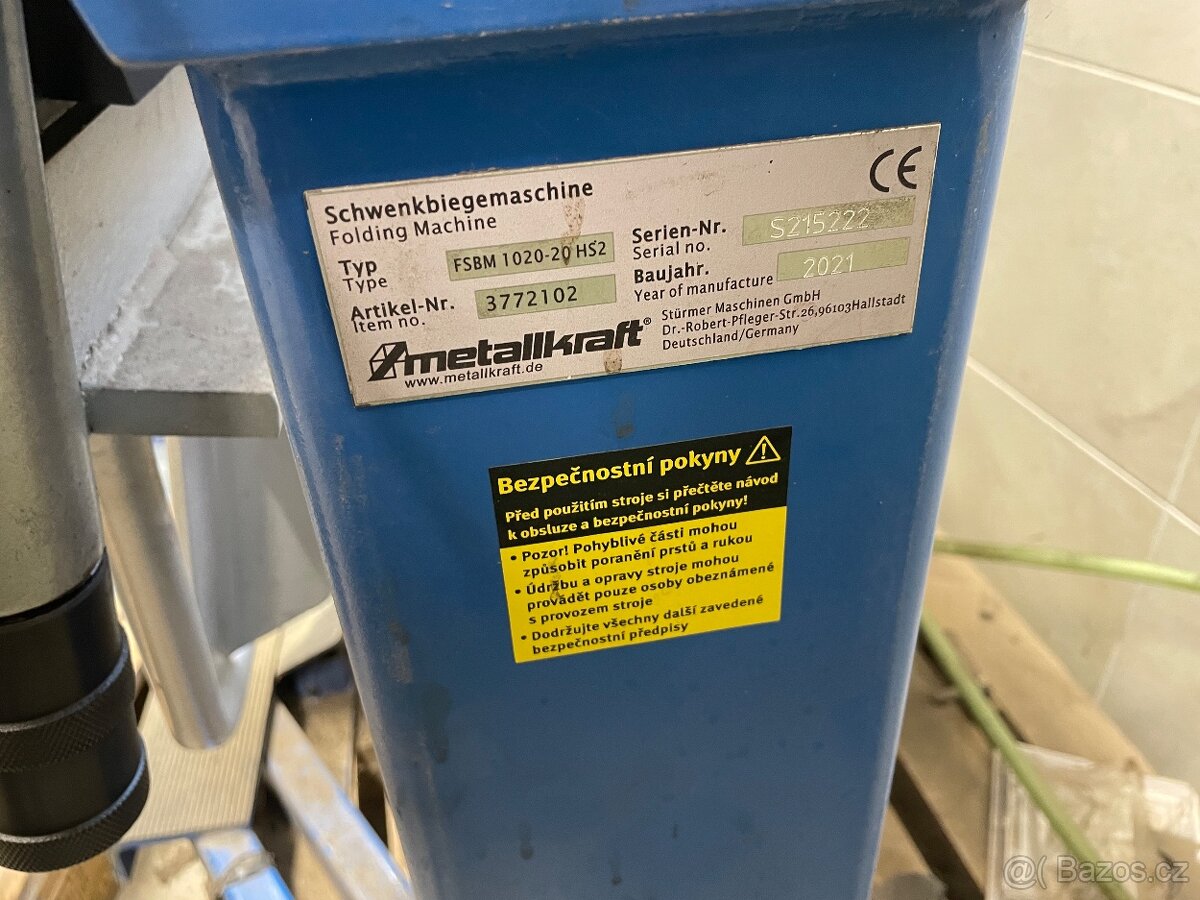 Schwenkbiegemaschine
Folding Machine
CE
Typ
Type
FSBM 1020-20 HS2
Artikel-Nr.
Item no.
3772102
Serien-Nr.
Serial no.
S215222
Baujahr.
Year of manufacture
2021
metallkraft®
www.metallkraft.de
Stürmer Maschinen GmbH
Dr.-Robert-Pfleger-Str.26,96103Hallstadt
Deutschland/Germany
Bezpečnostní pokyny
Před použitím stroje si přečtěte návod
k obsluze a bezpečnostní pokyny!
• Pozor! Pohyblivé části mohou
způsobit poranění prstů a rukou
• Údržbu a opravy stroje mohou
provádět pouze osoby obeznámené
s provozem stroje
• Dodržujte všechny další zavedené
bezpečnostní předpisy
Bazos.cz